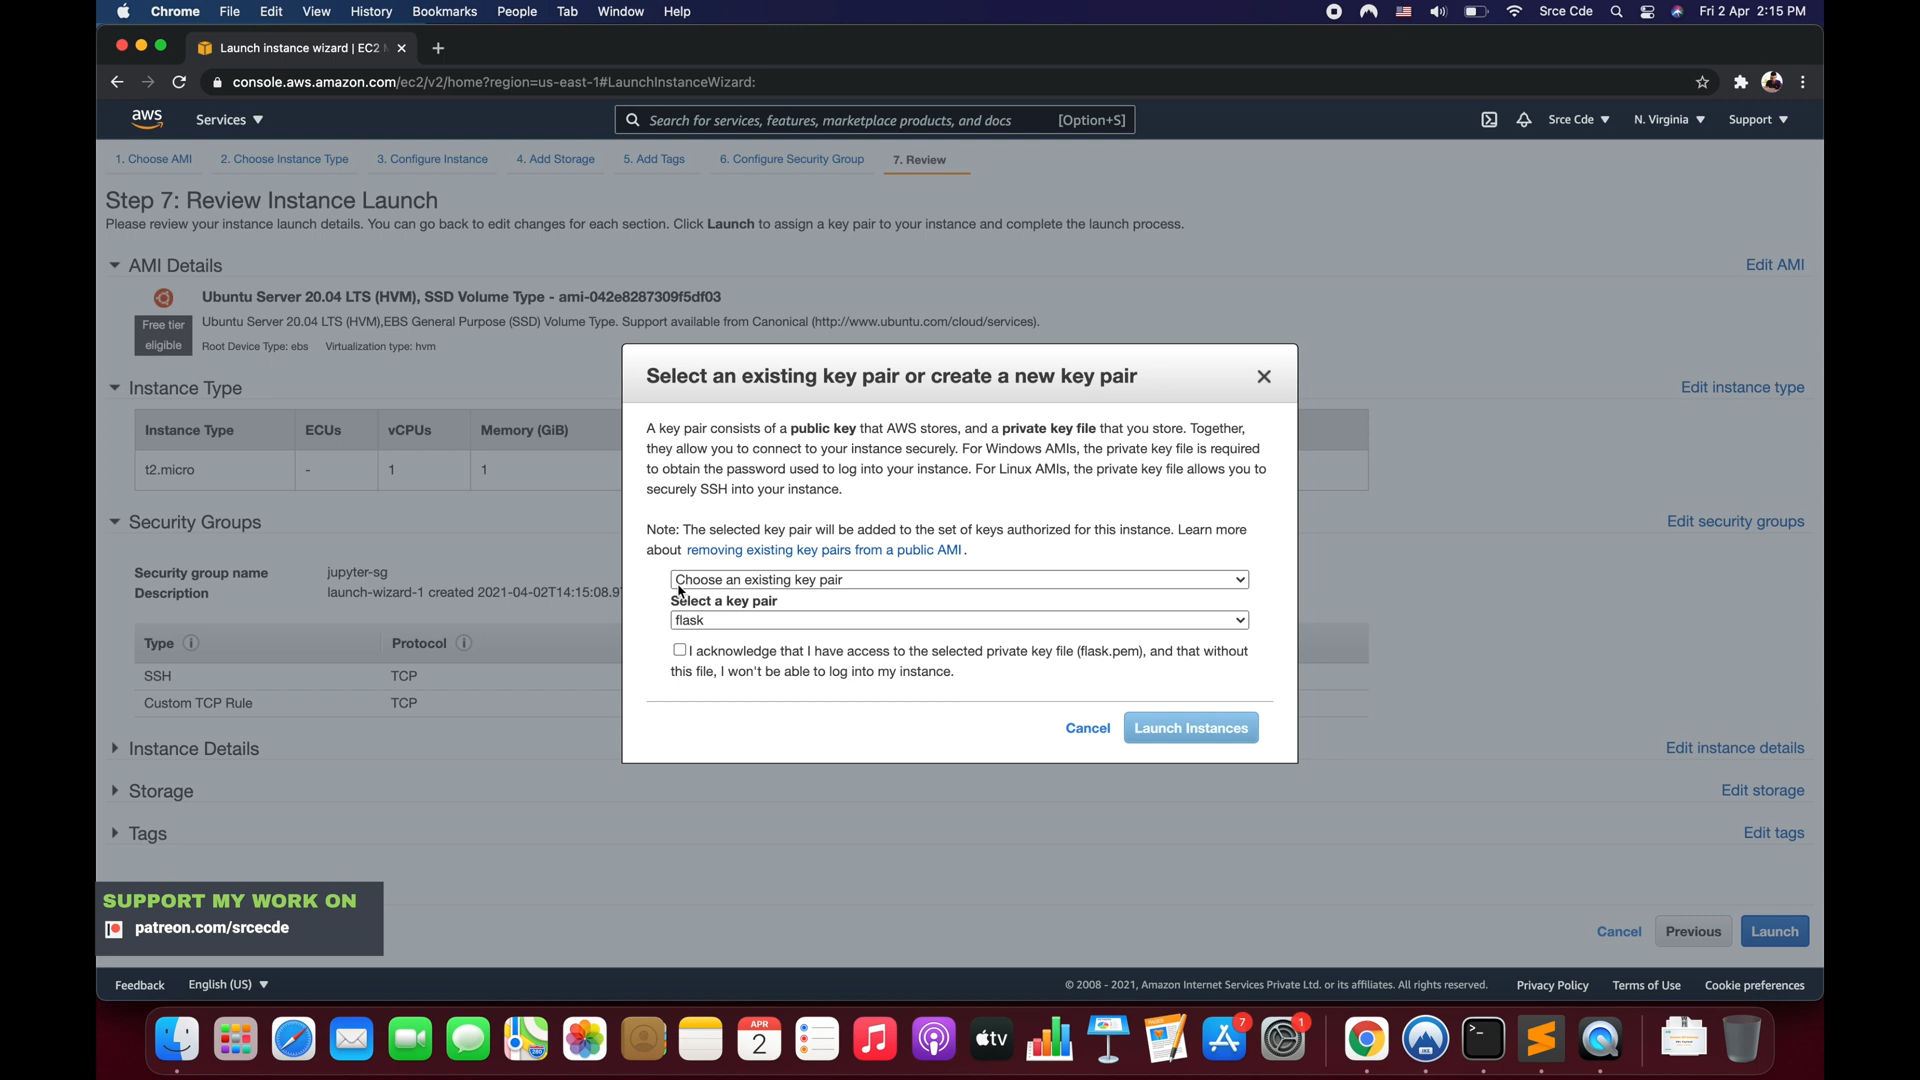 Chrome File Edit View History Bookmarks People Tab Window Help Srce Cde Fri 2 Apr 2:15 PM
Launch instance wizard | EC2
console.aws.amazon.com/ec2/v2/home?region=us-east-1#LaunchInstanceWizard:
aws Services Search for services, features, marketplace products, and docs [Option+S] Srce Cde N. Virginia Support
1. Choose AMI 2. Choose Instance Type 3. Configure Instance 4. Add Storage 5. Add Tags 6. Configure Security Group 7. Review
Step 7: Review Instance Launch
Please review your instance launch details. You can go back to edit changes for each section. Click Launch to assign a key pair to your instance and complete the launch process.
AMI Details Edit AMI
Ubuntu Server 20.04 LTS (HVM), SSD Volume Type - ami-042e8287309f5df03
Free tier eligible
Ubuntu Server 20.04 LTS (HVM),EBS General Purpose (SSD) Volume Type. Support available from Canonical (http://www.ubuntu.com/cloud/services).
Root Device Type: ebs Virtualization type: hvm
Instance Type Edit instance type
Instance Type ECUs vCPUs Memory (GiB)
t2.micro - 1 1
Security Groups Edit security groups
Security group name jupyter-sg
Description launch-wizard-1 created 2021-04-02T14:15:08.9
Type Protocol
SSH TCP
Custom TCP Rule TCP
Instance Details Edit instance details
Storage Edit storage
Tags Edit tags
Select an existing key pair or create a new key pair
A key pair consists of a public key that AWS stores, and a private key file that you store. Together,
they allow you to connect to your instance securely. For Windows AMIs, the private key file is required
to obtain the password used to log into your instance. For Linux AMIs, the private key file allows you to
securely SSH into your instance.
Note: The selected key pair will be added to the set of keys authorized for this instance. Learn more
about removing existing key pairs from a public AMI.
Choose an existing key pair
Select a key pair
flask
I acknowledge that I have access to the selected private key file (flask.pem), and that without
this file, I won't be able to log into my instance.
Cancel Launch Instances
SUPPORT MY WORK ON
patreon.com/srcecde
Cancel Previous Launch
Feedback English (US) © 2008 - 2021, Amazon Internet Services Private Ltd. or its affiliates. All rights reserved. Privacy Policy Terms of Use Cookie preferences
APR
2
tv
7
1